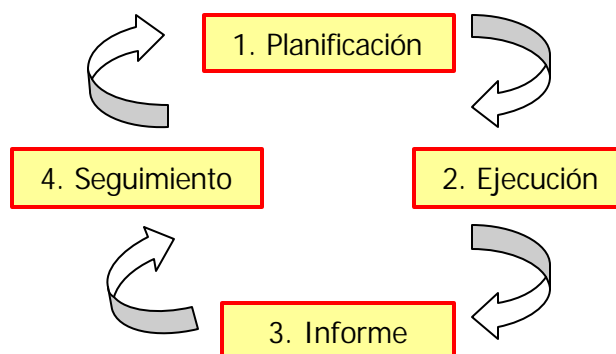 1. Planificación
2. Ejecución
3. Informe
4. Seguimiento